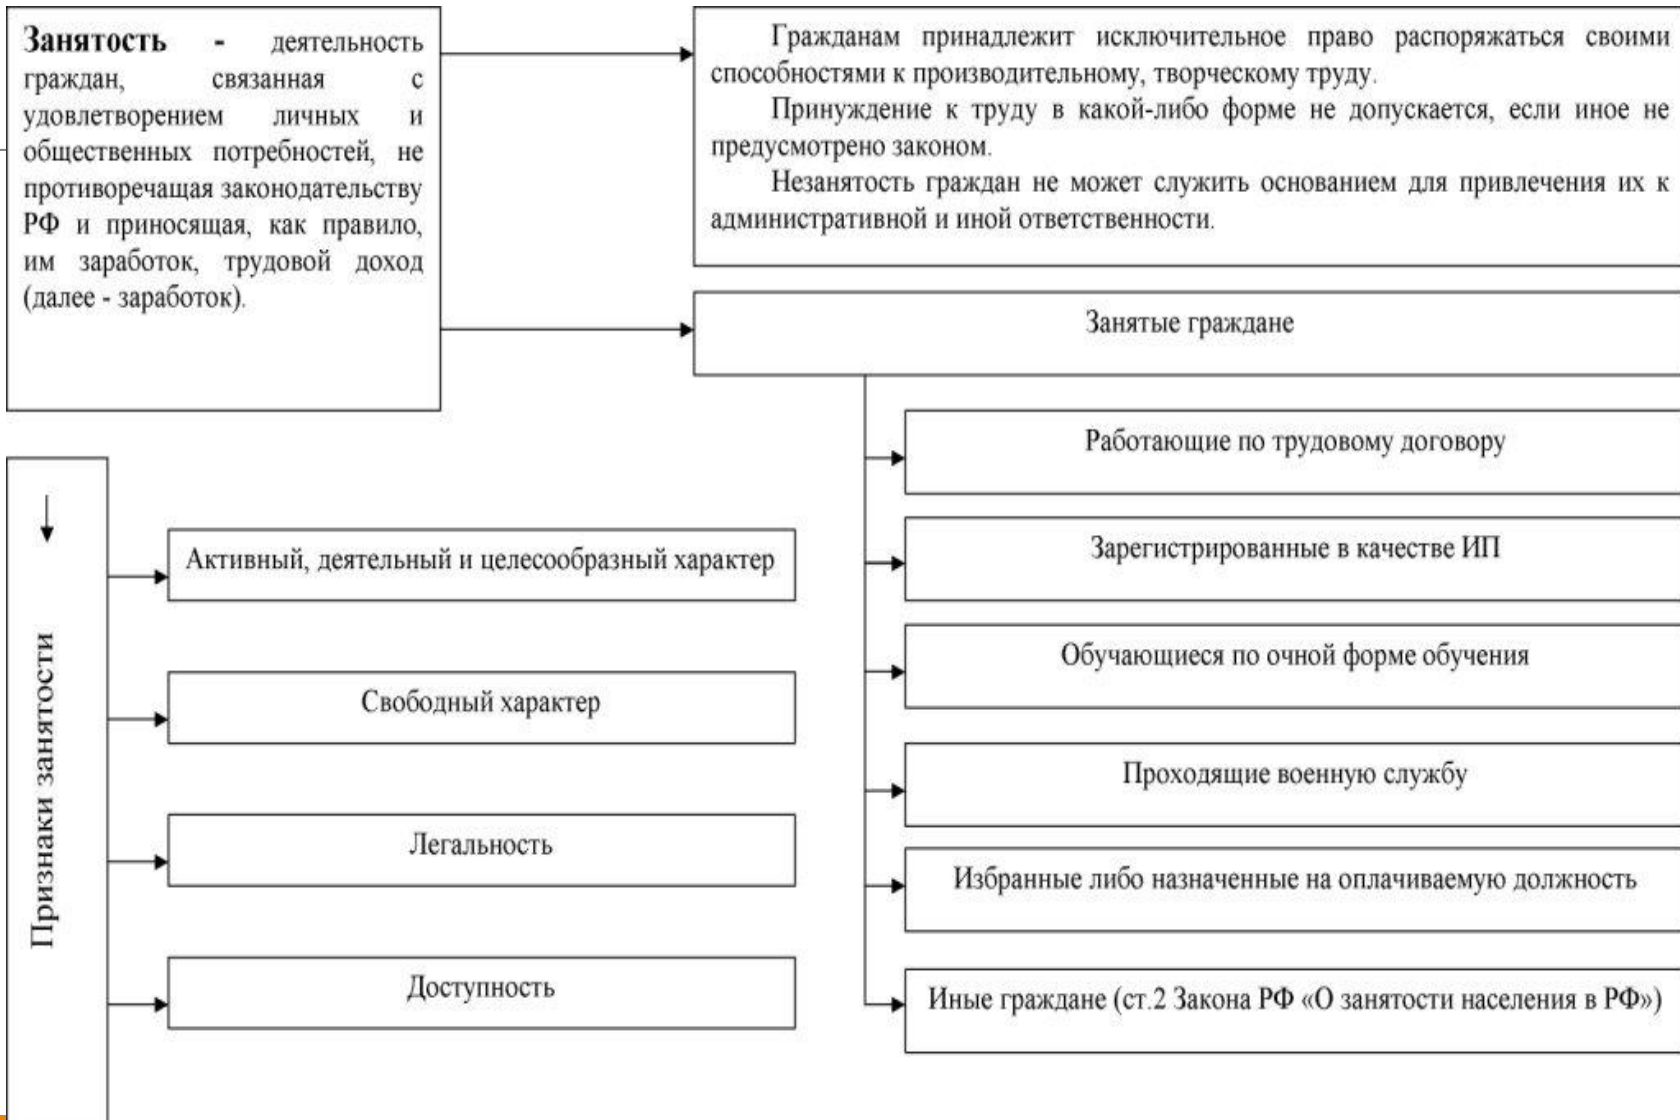 Занятость - деятельность
граждан, связанная с
удовлетворением личных и
общественных потребностей, не
противоречащая законодательству
РФ и приносящая, как правило,
им заработок, трудовой доход
(далее - заработок).
Гражданам принадлежит исключительное право распоряжаться своими
способностями к производительному, творческому труду.
Принуждение к труду в какой-либо форме не допускается, если иное не
предусмотрено законом.
Незанятость граждан не может служить основанием для привлечения их к
административной и иной ответственности.
Занятые граждане
Работающие по трудовому договору
Зарегистрированные в качестве ИП
Обучающиеся по очной форме обучения
Проходящие военную службу
Избранные либо назначенные на оплачиваемую должность
Иные граждане (ст.2 Закона РФ «О занятости населения в РФ»)
Признаки занятости
Активный, деятельный и целесообразный характер
Свободный характер
Легальность
Доступность